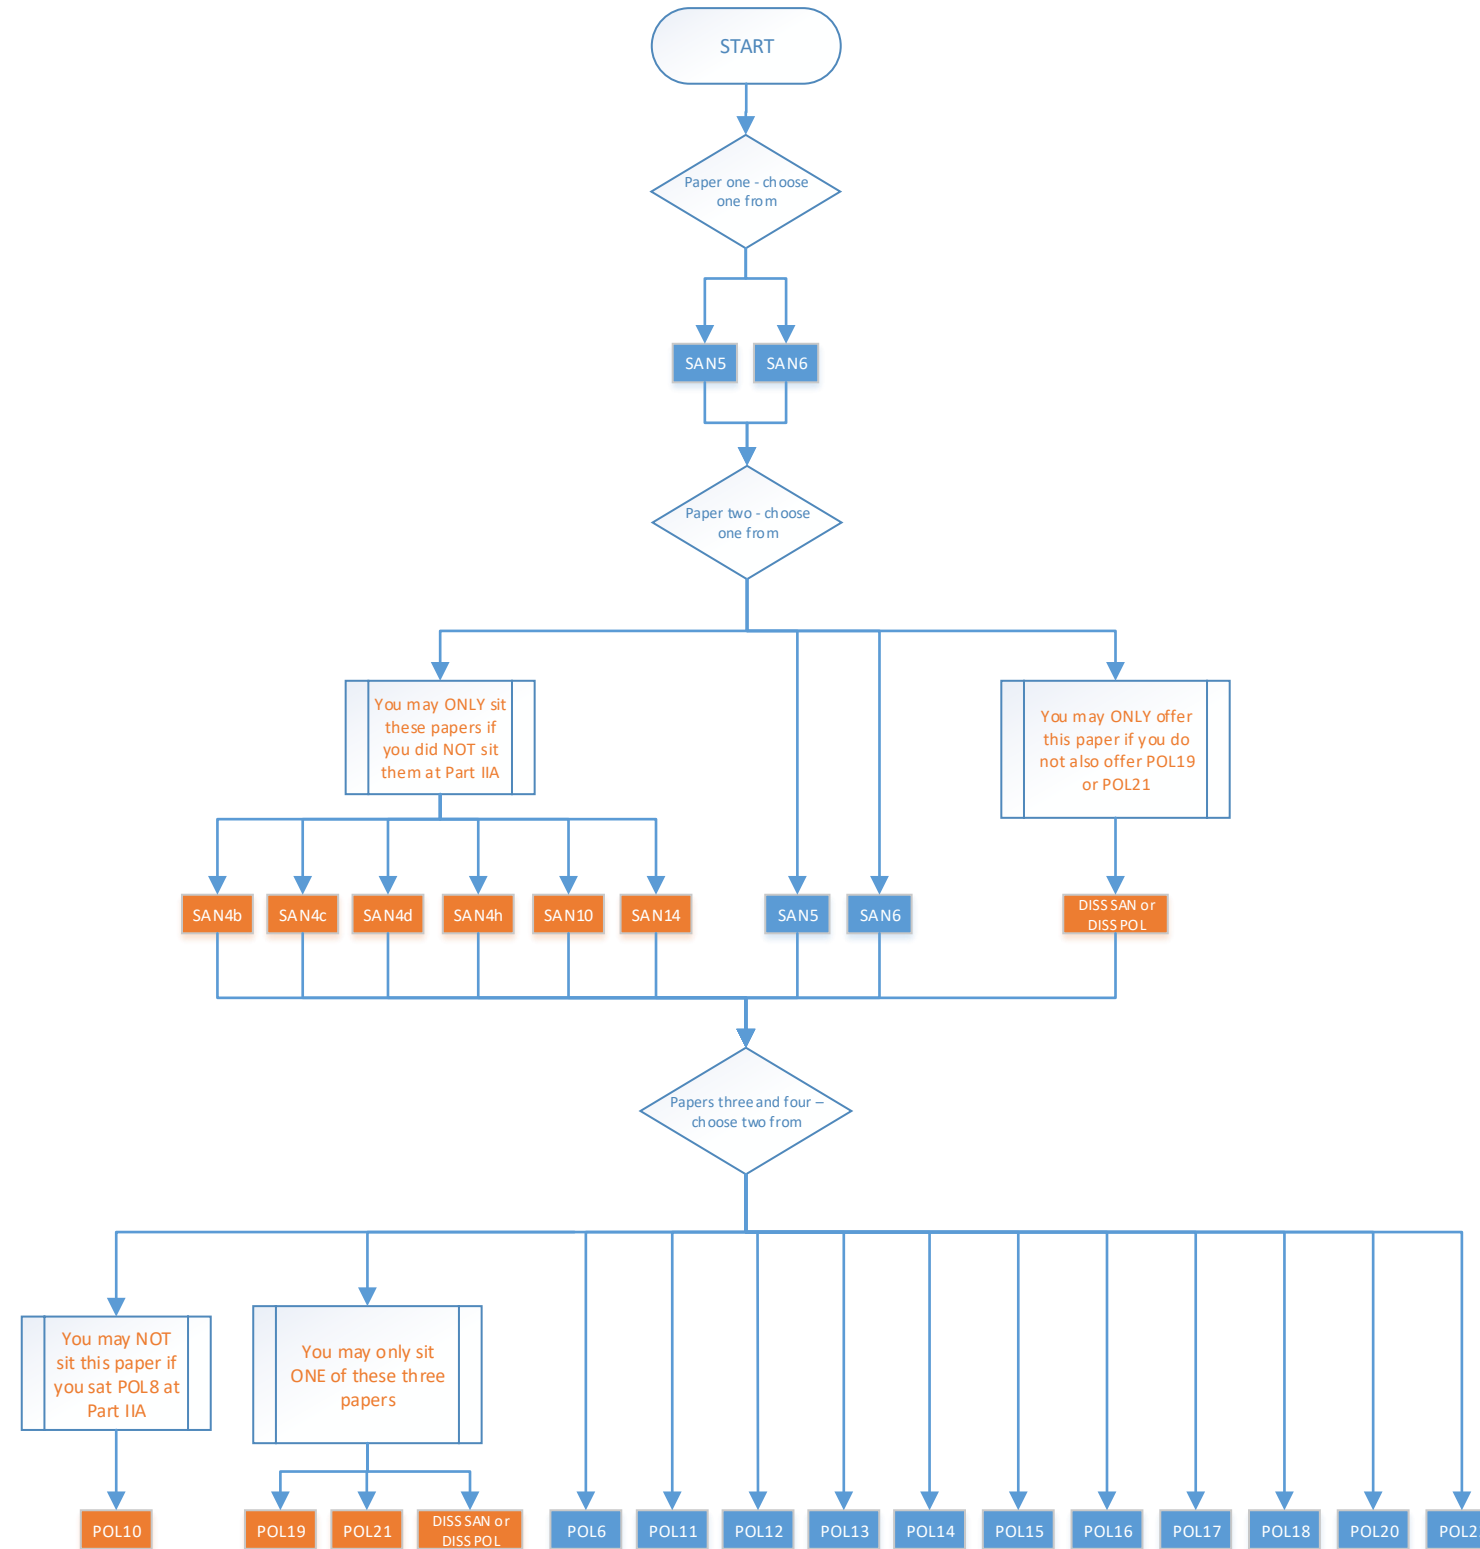 START
Paper one - choose
one from
SAN5
SAN6
Paper two - choose
one from
You may ONLY sit
these papers if
you did NOT sit
them at Part IIA
You may ONLY offer
this paper if you do
not also offer POL19
or POL21
SAN4b
SAN4c
SAN4d
SAN4h
SAN10
SAN14
SAN5
SAN6
DISS SAN or
DISS POL
Papers three and four –
choose two from
You may NOT
sit this paper if
you sat POL8 at
Part IIA
You may only sit
ONE of these three
papers
POL10
POL19
POL21
DISS SAN or
DISS POL
POL6
POL11
POL12
POL13
POL14
POL15
POL16
POL17
POL18
POL20